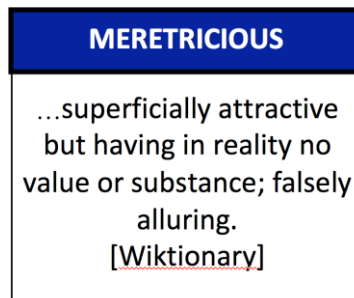 MERETRICIOUS
...superficially attractive
but having in reality no
value or substance; falsely
alluring.
[Wiktionary]